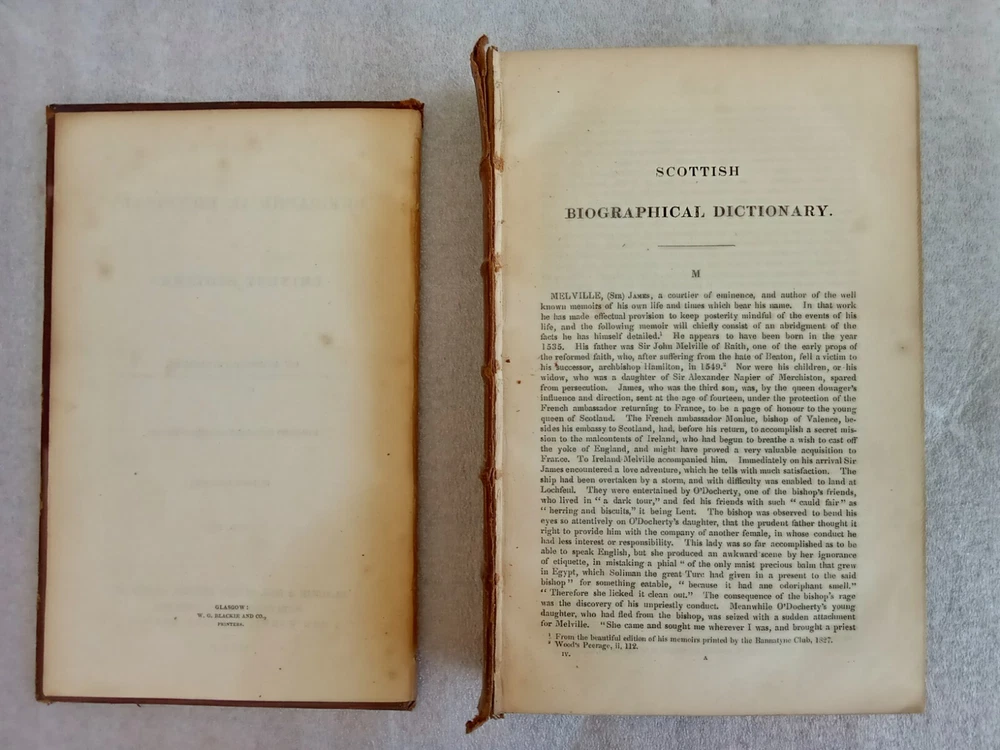 GLASGOW:
W. G. BLACKIE AND CO.,
PRINTERS.
SCOTTISH
BIOGRAPHICAL DICTIONARY.
M
MELVILLE, (Sir) James, a courtier of eminence, and author of the well
known memoirs of his own life and times which bear his name. In that work
he has made effectual provision to keep posterity mindful of the events of his
life, and the following memoir will chiefly consist of an abridgment of the
facts he has himself detailed.¹ He appears to have been born in the year
1535. His father was Sir John Melville of Raith, one of the early props of
the reformed faith, who, after suffering from the hate of Beaton, fell a victim to
his successor, archbishop Hamilton, in 1549.² Nor were his children, or his
widow, who was a daughter of Sir Alexander Napier of Merchiston, spared
from persecution. James, who was the third son, was, by the queen dowager's
influence and direction, sent at the age of fourteen, under the protection of the
French ambassador returning to France, to be a page of honour to the young
queen of Scotland. The French ambassador Monluc, bishop of Valence, be-
sides his embassy to Scotland, had, before his return, to accomplish a secret mis-
sion to the malcontents of Ireland, who had begun to breathe a wish to cast off
the yoke of England, and might have proved a very valuable acquisition to
France. To Ireland Melville accompanied him. Immediately on his arrival Sir
James encountered a love adventure, which he tells with much satisfaction. The
ship had been overtaken by a storm, and with difficulty was enabled to land at
Lochfeul. They were entertained by O'Docherty, one of the bishop's friends,
who lived in "a dark tour," and fed his friends with such "cauld fair" as
"herring and biscuits," it being Lent. The bishop was observed to bend his
eyes so attentively on O'Docherty's daughter, that the prudent father thought it
right to provide him with the company of another female, in whose conduct he
had less interest or responsibility. This lady was so far accomplished as to be
able to speak English, but she produced an awkward scene by her ignorance
of etiquette, in mistaking a phial "of the only maist precious balm that grew
in Egypt, which Soliman the great Turc had given in a present to the said
bishop" for something eatable, "because it had ane odoriphant smell."
"Therefore she licked it clean out." The consequence of the bishop's rage
was the discovery of his unpriestly conduct. Meanwhile O'Docherty's young
daughter, who had fled from the bishop, was seized with a sudden attachment
for Melville. "She came and sought me wherever I was, and brought a priest
¹ From the beautiful edition of his memoirs printed by the Bannatyne Club, 1827.
² Wood's Peerage, ii, 112.
IV. A